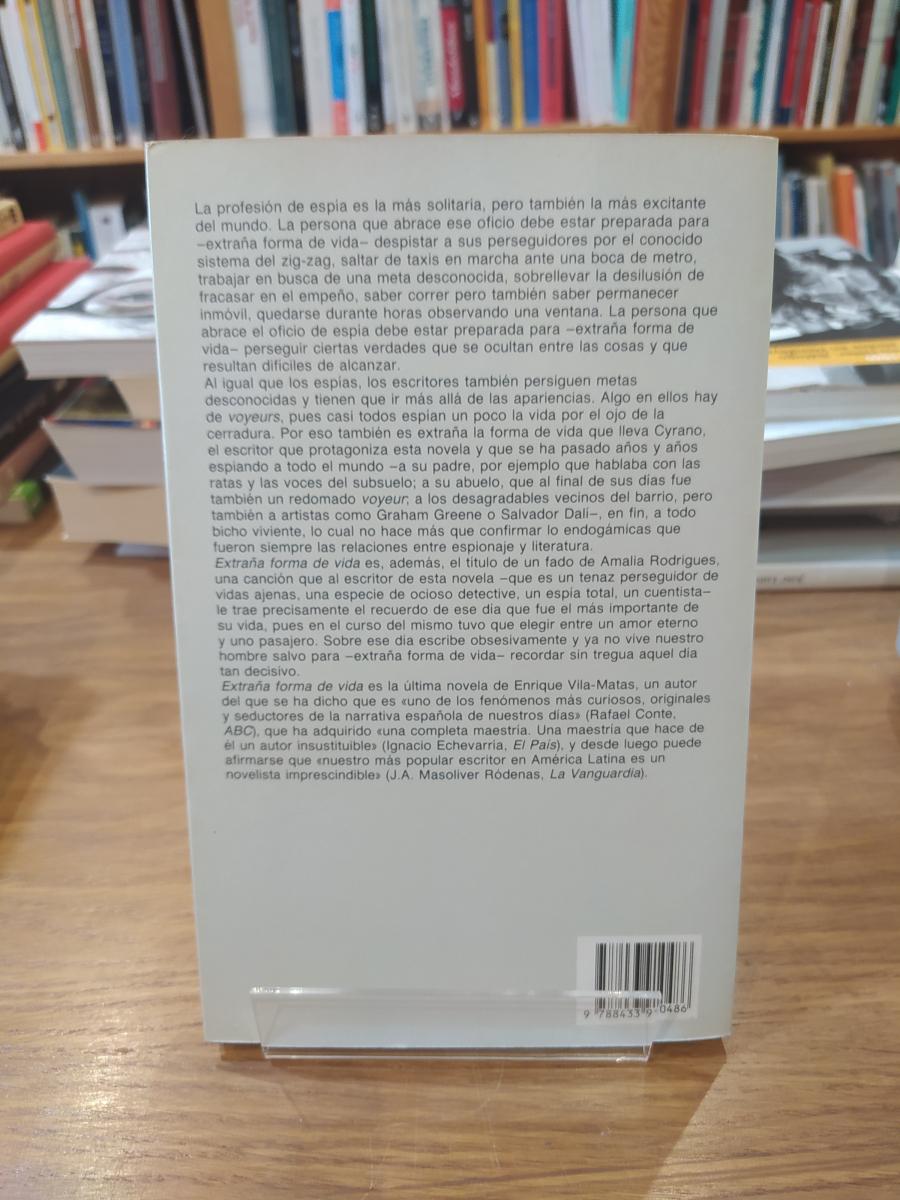 La profesión de espia es la más solitaria, pero también la más excitante
del mundo. La persona que abrace ese oficio debe estar preparada para
–extraña forma de vida– despistar a sus perseguidores por el conocido
sistema del zig-zag, saltar de taxis en marcha ante una boca de metro,
trabajar en busca de una meta desconocida, sobrellevar la desilusión de
fracasar en el empeño, saber correr pero también saber permanecer
inmóvil, quedarse durante horas observando una ventana. La persona que
abrace el oficio de espia debe estar preparada para –extraña forma de
vida– perseguir ciertas verdades que se ocultan entre las cosas y que
resultan dificiles de alcanzar.
Al igual que los espías, los escritores también persiguen metas
desconocidas y tienen que ir más allá de las apariencias. Algo en ellos hay
de voyeurs, pues casi todos espian un poco la vida por el ojo de la
cerradura. Por eso también es extraña la forma de vida que lleva Cyrano,
el escritor que protagoniza esta novela y que se ha pasado años y años
espiando a todo el mundo –a su padre, por ejemplo que hablaba con las
ratas y las voces del subsuelo; a su abuelo, que al final de sus días fue
también un redomado voyeur; a los desagradables vecinos del barrio, pero
también a artistas como Graham Greene o Salvador Dalí–, en fin, a todo
bicho viviente, lo cual no hace más que confirmar lo endogámicas que
fueron siempre las relaciones entre espionaje y literatura.
Extraña forma de vida es, además, el titulo de un fado de Amalia Rodrigues,
una canción que al escritor de esta novela –que es un tenaz perseguidor de
vidas ajenas, una especie de ocioso detective, un espia total, un cuentista–
le trae precisamente el recuerdo de ese dia que fue el más importante de
su vida, pues en el curso del mismo tuvo que elegir entre un amor eterno
y uno pasajero. Sobre ese dia escribe obsesivamente y ya no vive nuestro
hombre salvo para –extraña forma de vida– recordar sin tregua aquel día
tan decisivo.
Extraña forma de vida es la última novela de Enrique Vila-Matas, un autor
del que se ha dicho que es «uno de los fenómenos más curiosos, originales
y seductores de la narrativa española de nuestros días» (Rafael Conte,
ABC), que ha adquirido «una completa maestría. Una maestría que hace de
él un autor insustituible» (Ignacio Echevarría, El País), y desde luego puede
afirmarse que «nuestro más popular escritor en América Latina es un
novelista imprescindible» (J.A. Masoliver Ródenas, La Vanguardia).
9 788433 9 0486